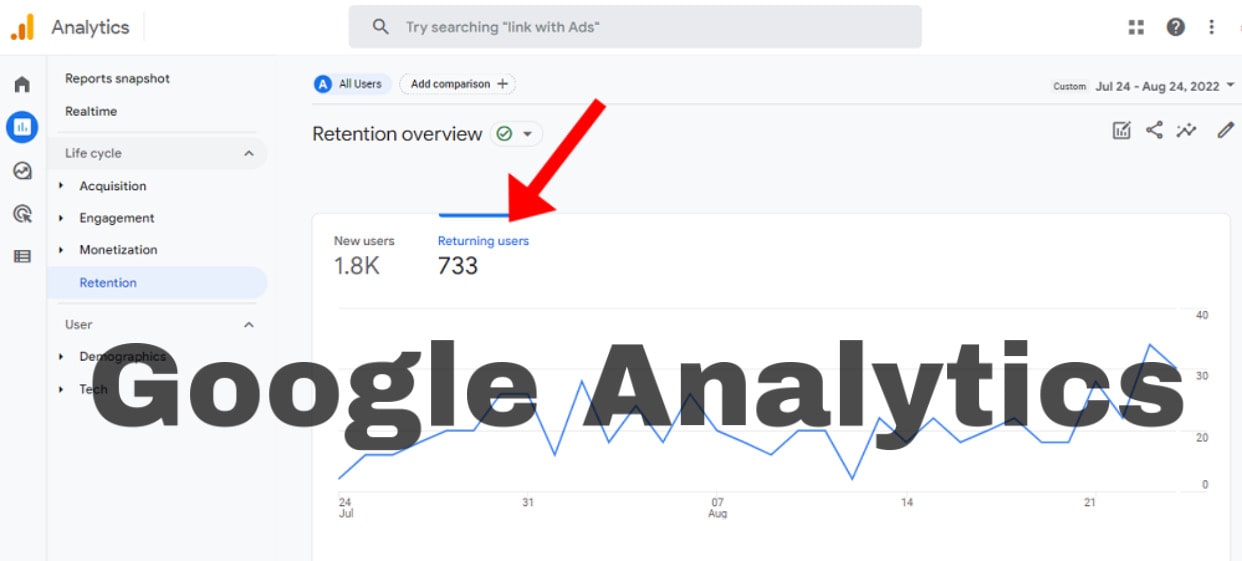 Analytics
Try searching "link with Ads"
Reports snapshot
Realtime
Life cycle
Acquisition
Engagement
Monetization
Retention
User
Demographics
Tech
A All Users
Add comparison +
Custom Jul 24 - Aug 24, 2022
Retention overview
New users
1.8K
Returning users
733
40
30
20
0
24
Jul
31
07
Aug
14
21
Google Analytics